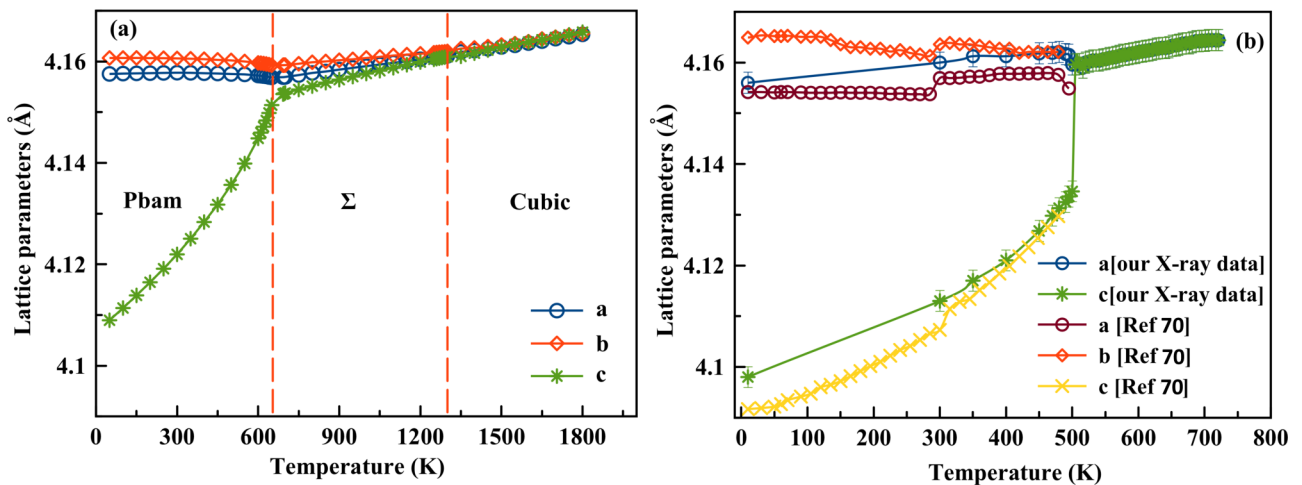 (a)
4.16
4.14
4.12
4.1
Lattice parameters (Å)
Pbam
Σ
Cubic
a
b
c
0 300 600 900 1200 1500 1800
Temperature (K)
(b)
4.16
4.14
4.12
4.1
Lattice parameters (Å)
a[our X-ray data]
c[our X-ray data]
a [Ref 70]
b [Ref 70]
c [Ref 70]
0 100 200 300 400 500 600 700 800
Temperature (K)